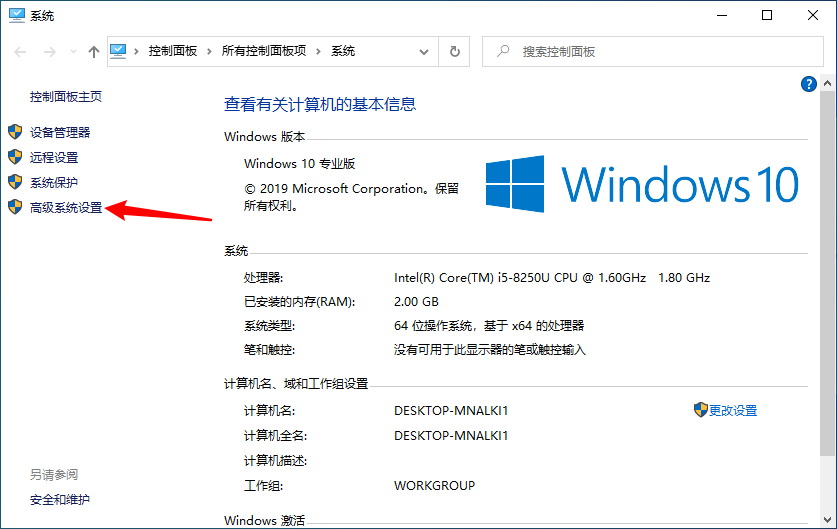 系统
控制面板 › 所有控制面板项 › 系统
搜索控制面板
控制面板主页
设备管理器
远程设置
系统保护
高级系统设置
另请参阅
安全和维护
?
查看有关计算机的基本信息
Windows 版本
Windows 10 专业版
© 2019 Microsoft Corporation。保留
所有权利。
Windows 10
系统
处理器: Intel(R) Core(TM) i5-8250U CPU @ 1.60GHz 1.80 GHz
已安装的内存(RAM): 2.00 GB
系统类型: 64 位操作系统，基于 x64 的处理器
笔和触控: 没有可用于此显示器的笔或触控输入
计算机名、域和工作组设置
计算机名: DESKTOP-MNALKI1 更改设置
计算机全名: DESKTOP-MNALKI1
计算机描述:
工作组: WORKGROUP
Windows 激活